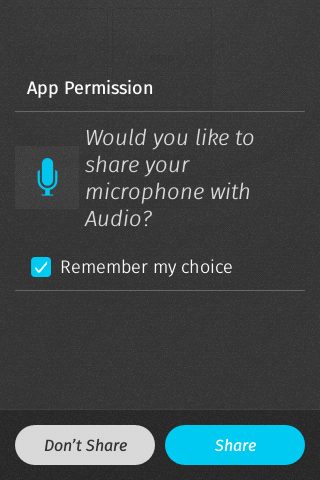 App Permission
Would you like to
share your
microphone with
Audio?
Remember my choice
Don’t Share
Share